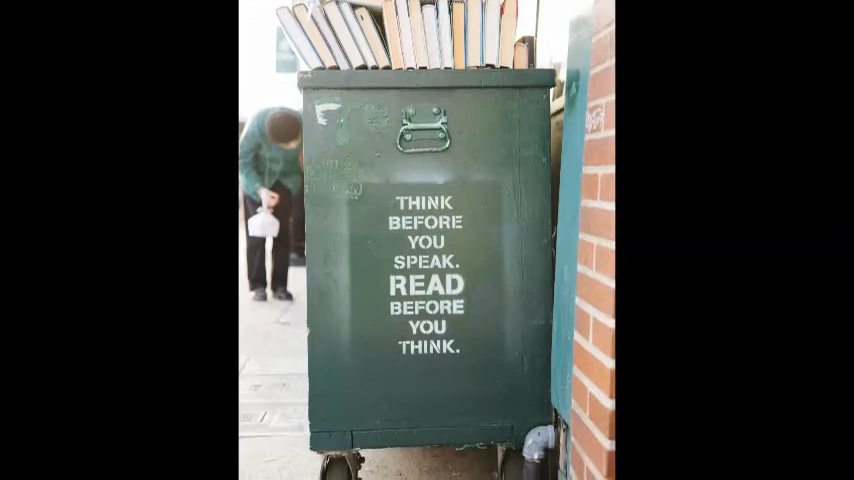 THINK
BEFORE
YOU
SPEAK.
READ
BEFORE
YOU
THINK.